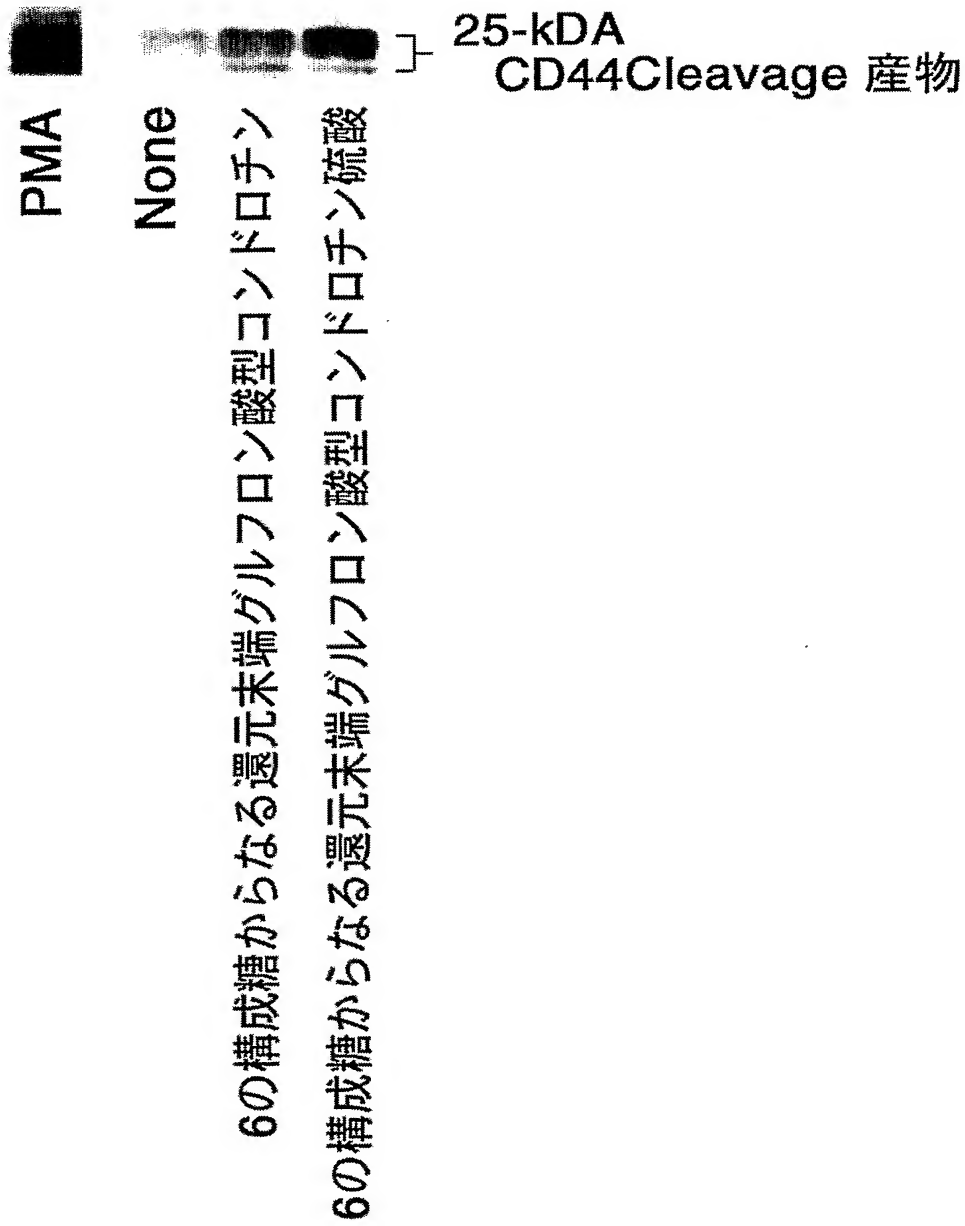 25-kDA
CD44Cleavage 産物
PMA
None
6の構成糖からなる還元末端グルフロン酸型コンドロチン
6の構成糖からなる還元末端グルフロン酸型コンドロチン硫酸